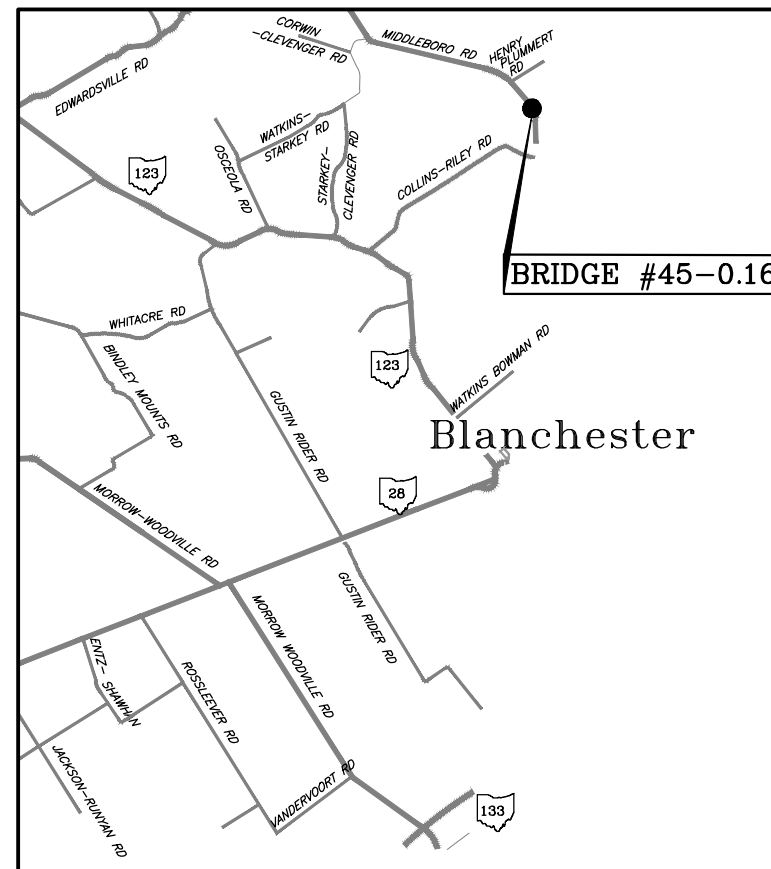 CORWIN
-CLEVENGER RD
MIDDLEBORO RD
HENRY
PLUMMERT
RD
EDWARDSVILLE RD
WATKINS-
STARKEY RD
OSCEOLA RD
STARKEY-
CLEVENGER RD
COLLINS-RILEY RD
123
BRIDGE #45-0.16
WHITACRE RD
BINDLEY MOUNTS RD
123
WATKINS BOWMAN RD
GUSTIN RIDER RD
Blanchester
28
MORROW-WOODVILLE RD
GUSTIN RIDER RD
MORROW WOODVILLE RD
ENTZ- SHAWHAN
ROSSLEEVER RD
JACKSON-RUNYAN RD
VANDERVOORT RD
133